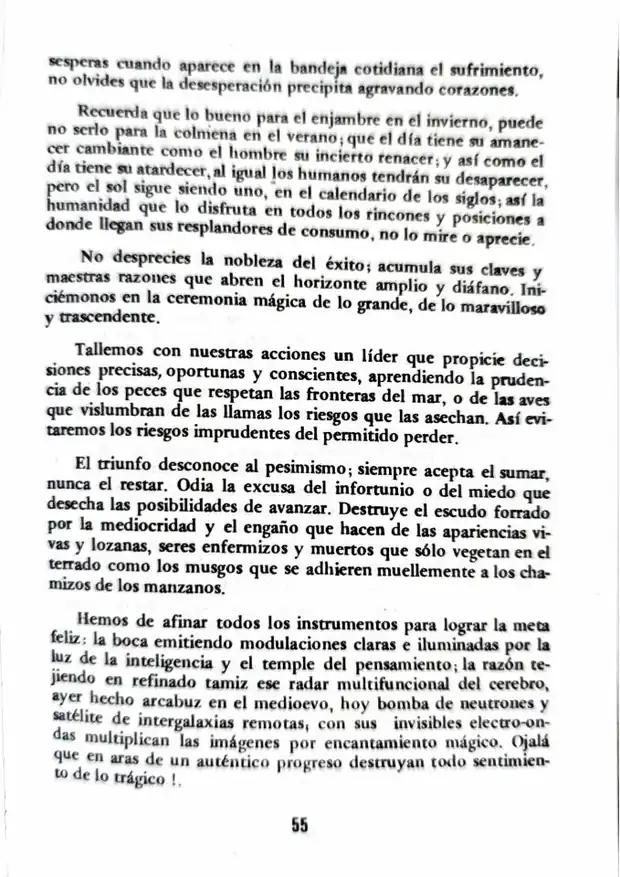 sesperas cuando aparece en la bandeja cotidiana el sufrimiento,
no olvides que la desesperación precipita agravando corazones.
Recuerda que lo bueno para el enjambre en el invierno, puede
no serlo para la colmena en el verano; que el día tiene su amane-
cer cambiante como el hombre su incierto renacer; y así como el
día tiene su atardecer, al igual los humanos tendrán su desaparecer,
pero el sol sigue siendo uno, en el calendario de los siglos; así la
humanidad que lo disfruta en todos los rincones y posiciones a
donde llegan sus resplandores de consumo, no lo mire o aprecie.
No desprecies la nobleza del éxito; acumula sus claves y
maestras razones que abren el horizonte amplio y diáfano. Ini-
ciémonos en la ceremonia mágica de lo grande, de lo maravilloso
y trascendente.
Tallemos con nuestras acciones un líder que propicie deci-
siones precisas, oportunas y conscientes, aprendiendo la pruden-
cia de los peces que respetan las fronteras del mar, o de las aves
que vislumbran de las llamas los riesgos que las asechan. Así evi-
taremos los riesgos imprudentes del permitido perder.
El triunfo desconoce al pesimismo; siempre acepta el sumar,
nunca el restar. Odia la excusa del infortunio o del miedo que
desecha las posibilidades de avanzar. Destruye el escudo forrado
por la mediocridad y el engaño que hacen de las apariencias vi-
vas y lozanas, seres enfermizos y muertos que sólo vegetan en el
terrado como los musgos que se adhieren muellemente a los cha-
mizos de los manzanos.
Hemos de afinar todos los instrumentos para lograr la meta
feliz: la boca emitiendo modulaciones claras e iluminadas por la
luz de la inteligencia y el temple del pensamiento; la razón te-
jiendo en refinado tamiz ese radar multifuncional del cerebro,
ayer hecho arcabuz en el medioevo, hoy bomba de neutrones y
satélite de intergalaxias remotas, con sus invisibles electro-on-
das multiplican las imágenes por encantamiento mágico. Ojalá
que en aras de un auténtico progreso destruyan todo sentimien-
to de lo trágico !.
55